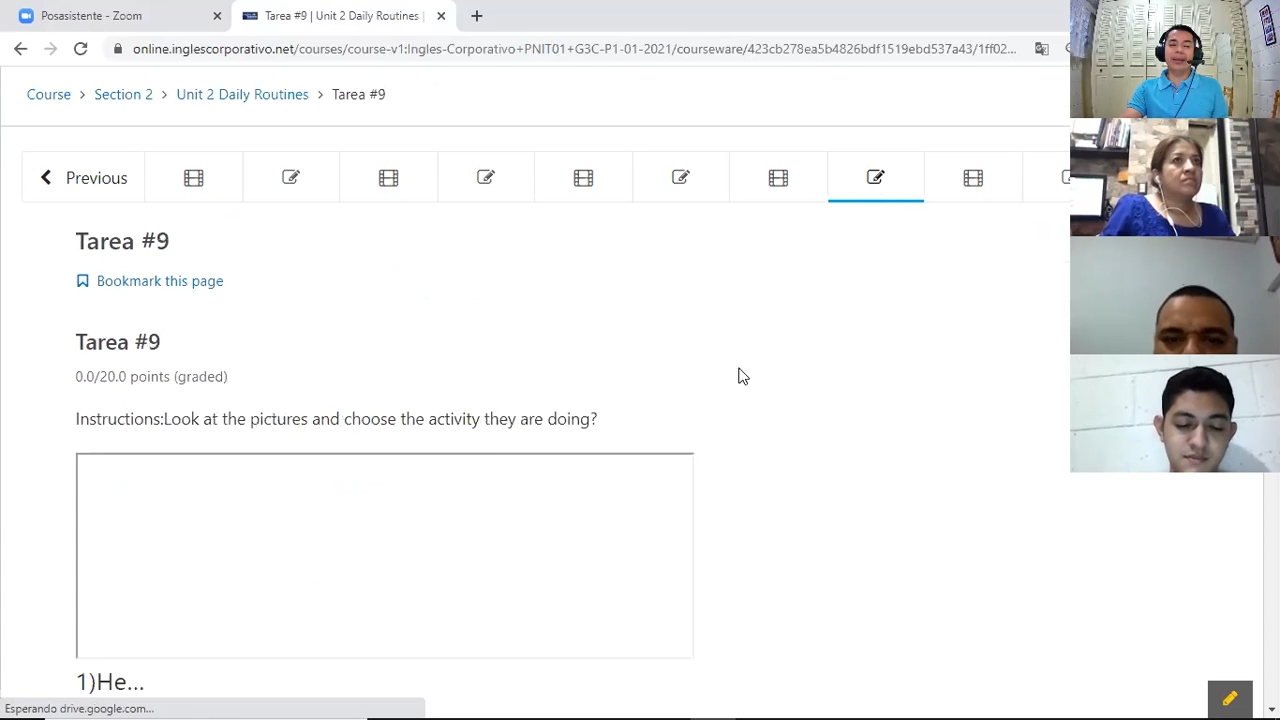 Posasistente - Zoom
Tarea #9 | Unit 2 Daily Routines
online.inglescorporativo.net/courses/course-v1:Ingles-Corporativo+PNIT01+G3C-P1-01-2021/courseware/
Course
Section 2
Unit 2 Daily Routines
Tarea #9
Previous
Tarea #9
Bookmark this page
Tarea #9
0.0/20.0 points (graded)
Instructions:Look at the pictures and choose the activity they are doing?
1)He...
Esperando drive.google.com...